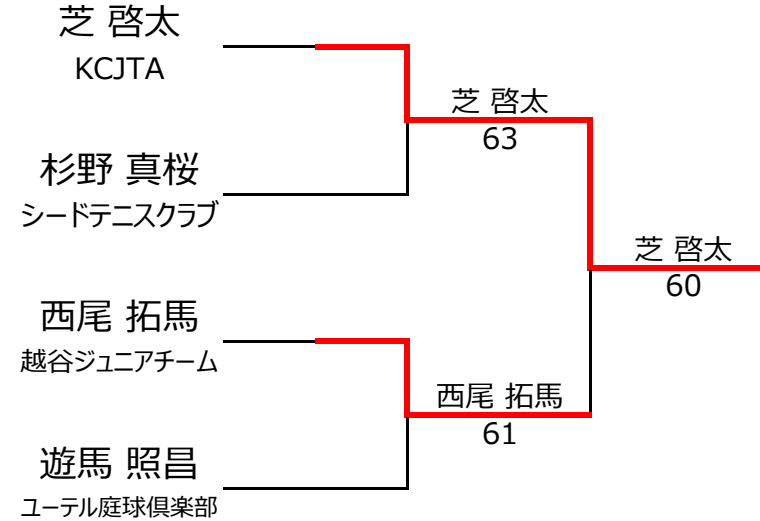 芝 啓太
KCJTA
芝 啓太
63
杉野 真桜
シードテニスクラブ
芝 啓太
60
西尾 拓馬
越谷ジュニアチーム
西尾 拓馬
61
遊馬 照昌
ユーテル庭球倶楽部